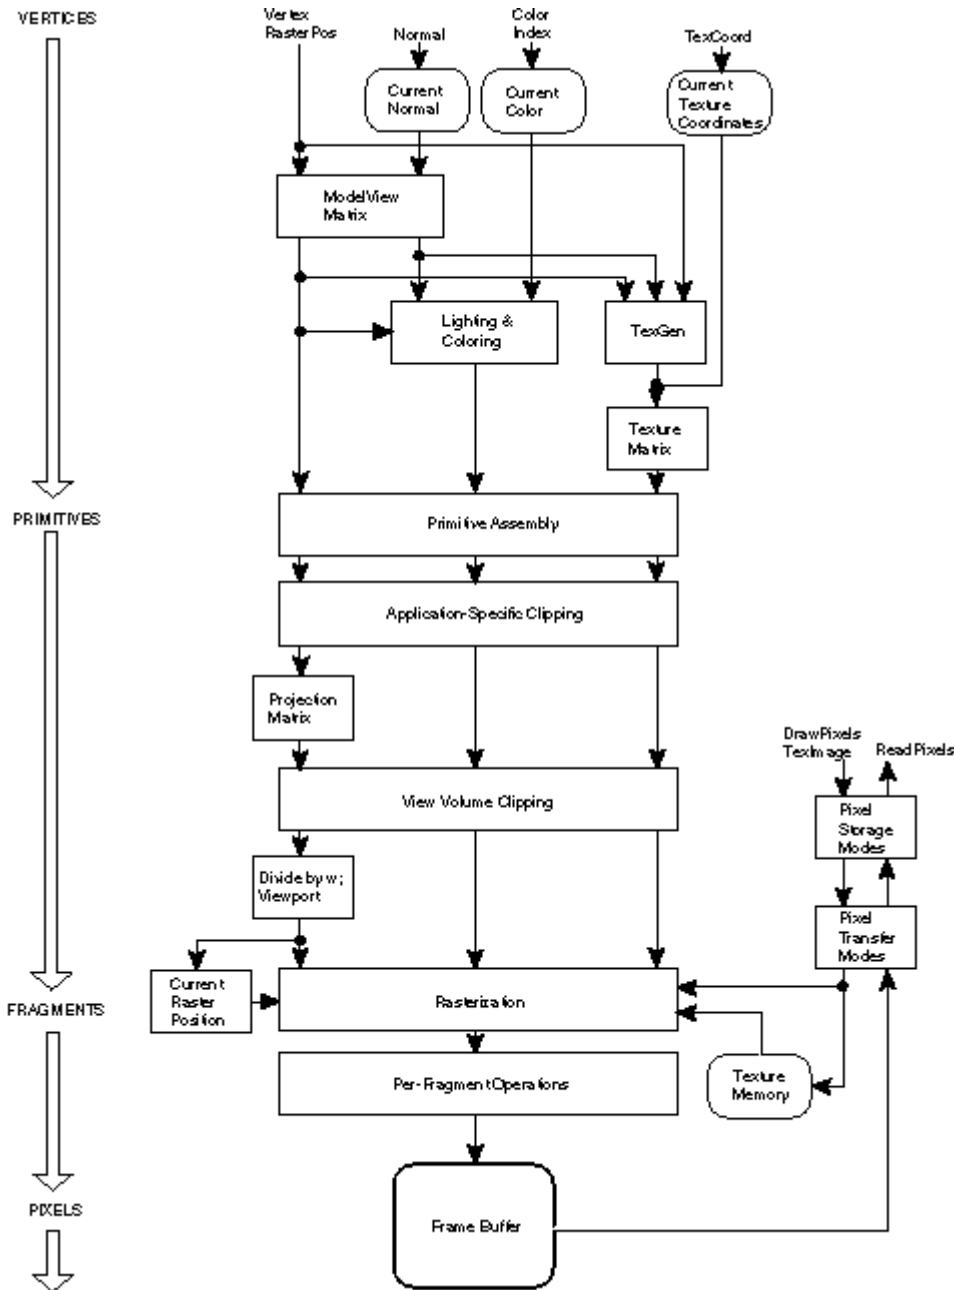 VERTICES
Vertex
RasterPos
Normal
Color
Index
TexCoord
Current
Normal
Current
Color
Current
Texture
Coordinates
ModelView
Matrix
Lighting &
Coloring
TexGen
Texture
Matrix
PRIMITIVES
Primitive Assembly
Application-Specific Clipping
Projection
Matrix
DrawPixels
TexImage
ReadPixels
View Volume Clipping
Pixel
Storage
Modes
Divide by w;
Viewport
Pixel
Transfer
Modes
Current
Raster
Position
Rasterization
FRAGMENTS
Per-Fragment Operations
Texture
Memory
PIXELS
Frame Buffer